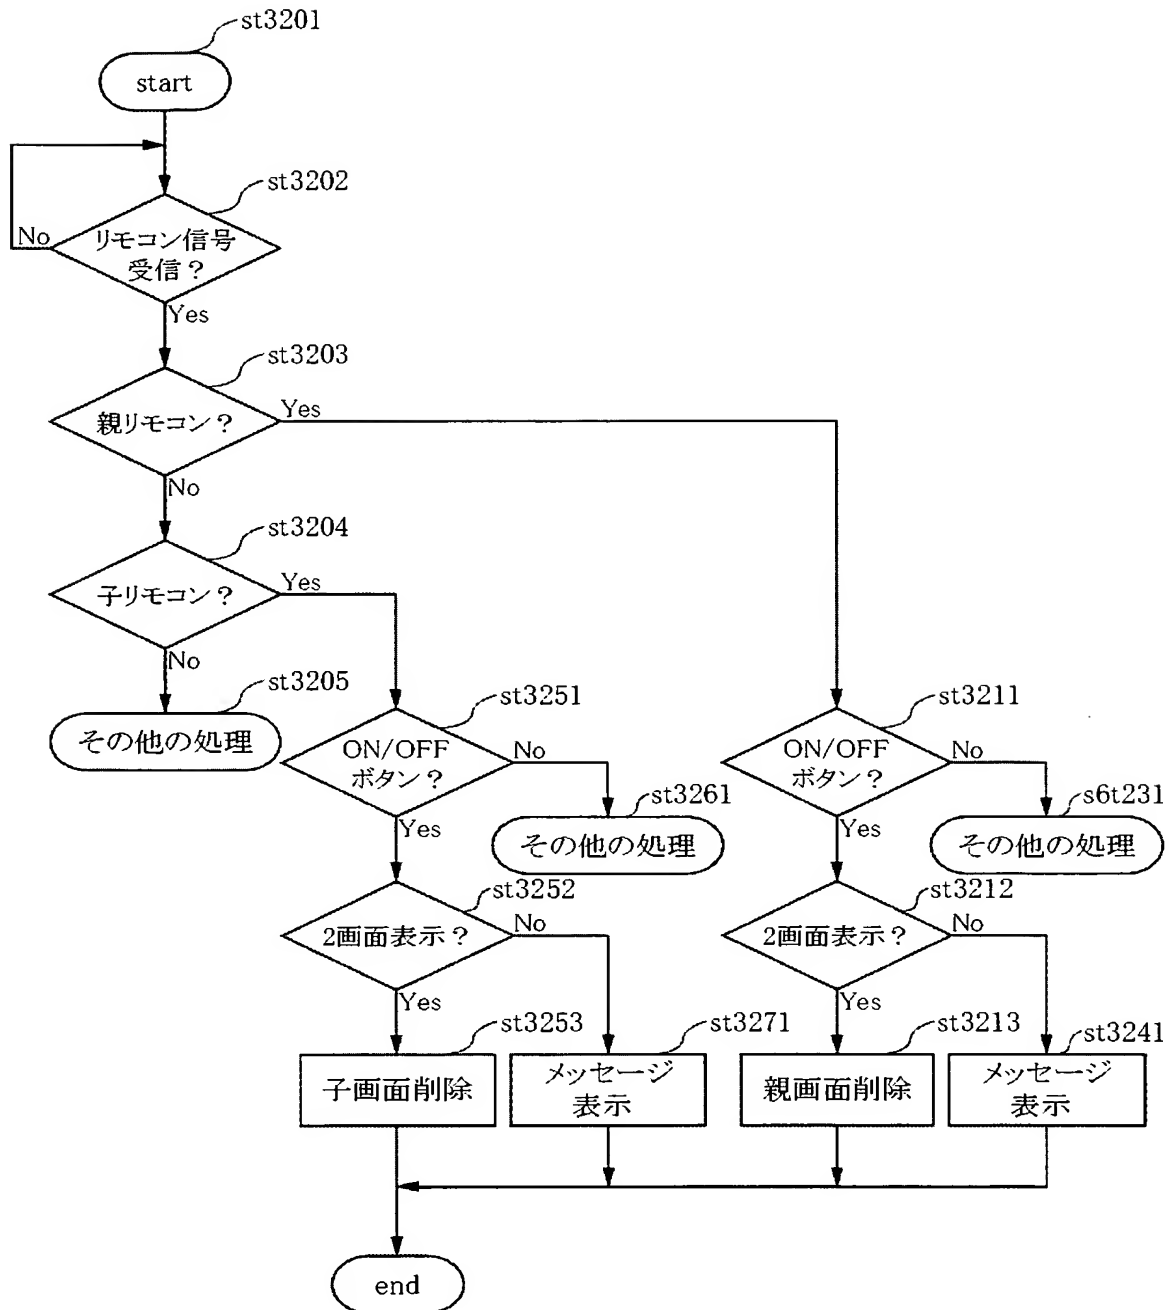 st3201
start
st3202
No
リモコン信号
受信？
Yes
st3203
親リモコン？
Yes
No
st3204
子リモコン？
Yes
No
st3205
その他の処理
st3251
ON/OFF
ボタン？
No
Yes
st3261
その他の処理
st3211
ON/OFF
ボタン？
No
Yes
s6t231
その他の処理
st3252
2画面表示？
No
Yes
st3212
2画面表示？
No
Yes
st3253
子画面削除
st3271
メッセージ
表示
st3213
親画面削除
st3241
メッセージ
表示
end